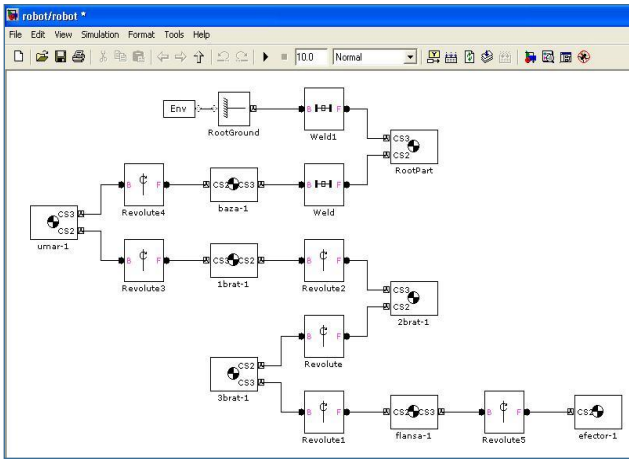 robot/robot *
File Edit View Simulation Format Tools Help
10.0 Normal
Env
RootGround
B F
Weld1
CS3
CS2
RootPart
B F
Revolute4
CS2 CS3
baza-1
B F
Weld
CS3
CS2
umar-1
B F
Revolute3
CS3 CS2
1brat-1
B F
Revolute2
CS3
CS2
2brat-1
B F
Revolute
CS2
CS3
3brat-1
B F
Revolute1
CS2 CS3
flansa-1
B F
Revolute5
CS2
efector-1